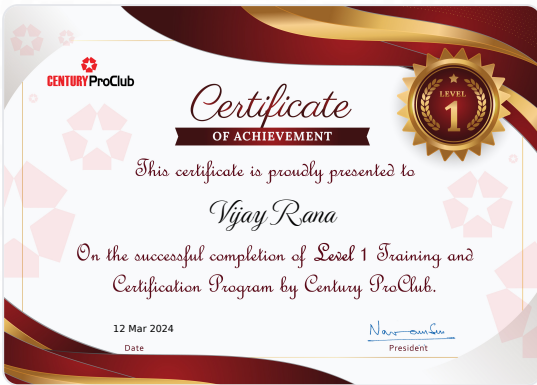 CENTURY ProClub
LEVEL
1
Certificate
OF ACHIEVEMENT
This certificate is proudly presented to
Vijay Rana
On the successful completion of Level 1 Training and
Certification Program by Century ProClub.
12 Mar 2024
Date
President